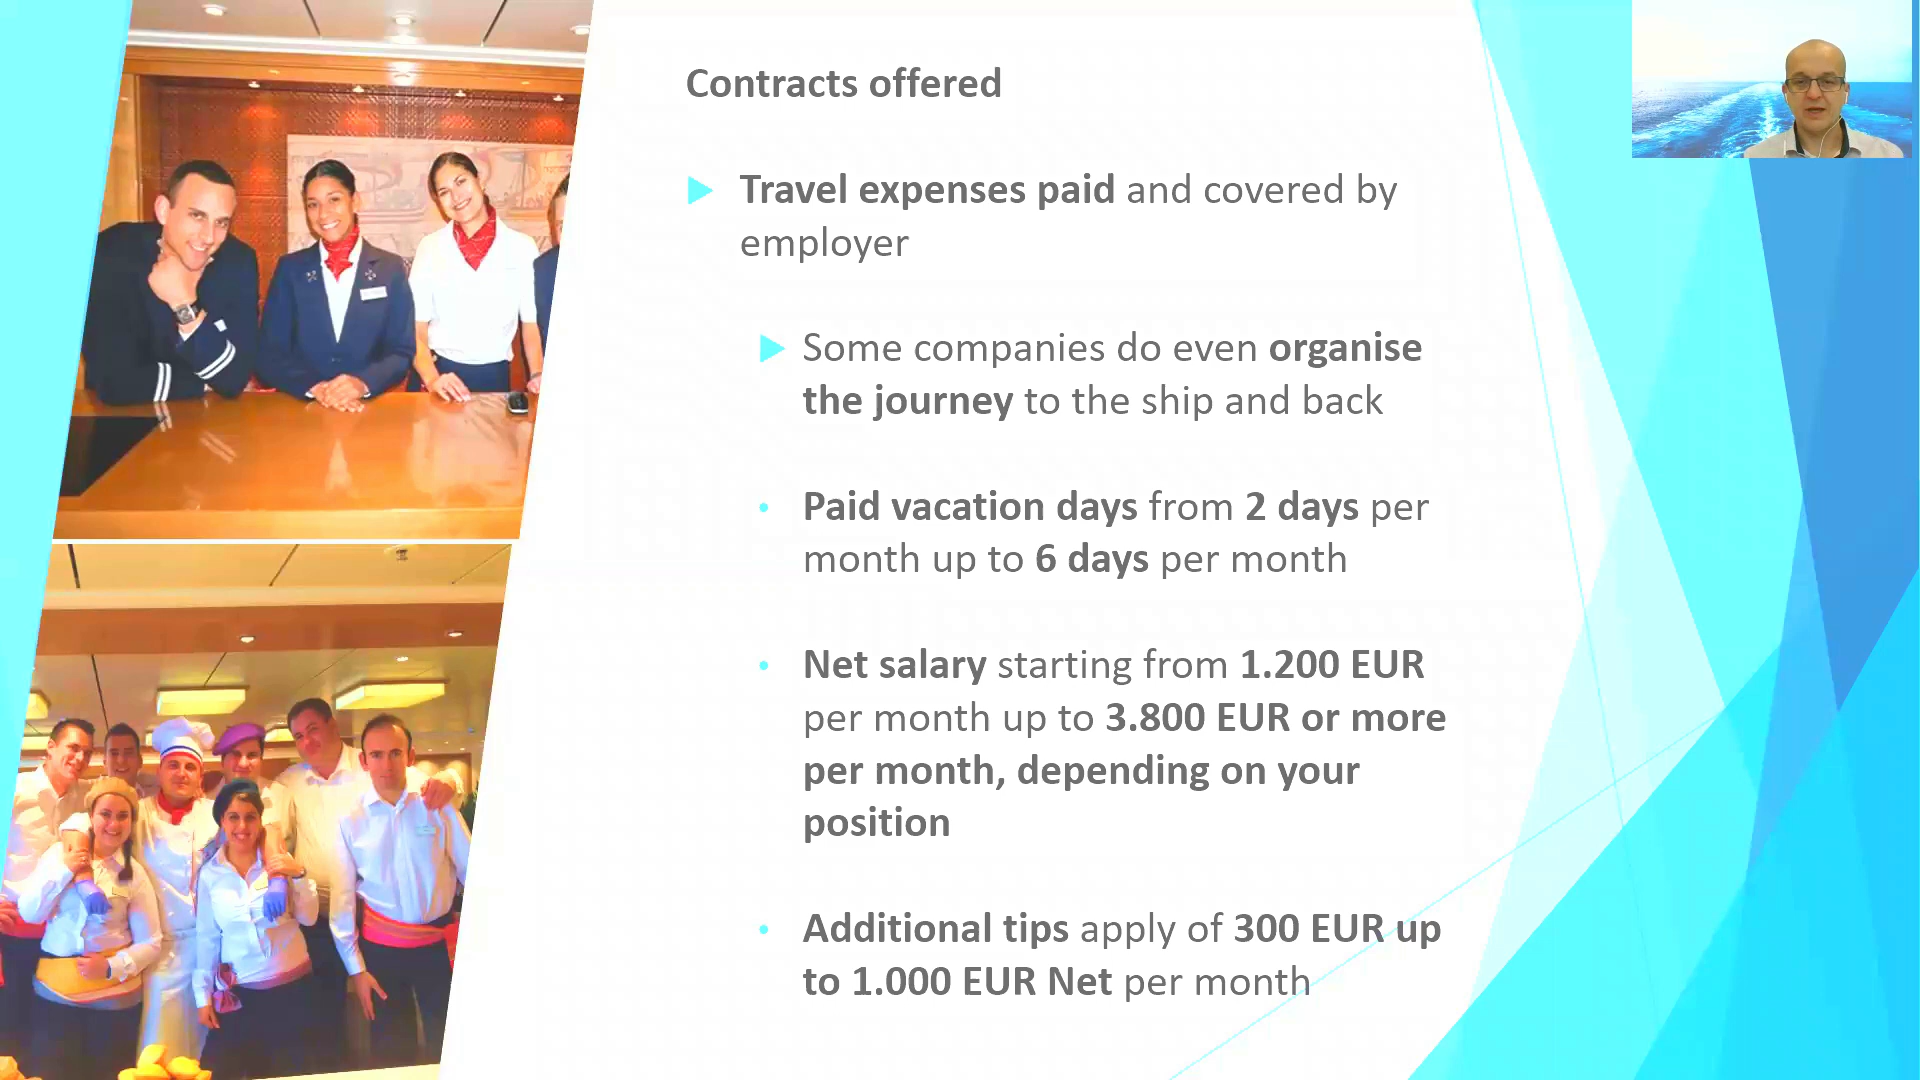 Contracts offered
Travel expenses paid and covered by
employer
Some companies do even organise
the journey to the ship and back
Paid vacation days from 2 days per
month up to 6 days per month
Net salary starting from 1.200 EUR
per month up to 3.800 EUR or more
per month, depending on your
position
Additional tips apply of 300 EUR up
to 1.000 EUR Net per month